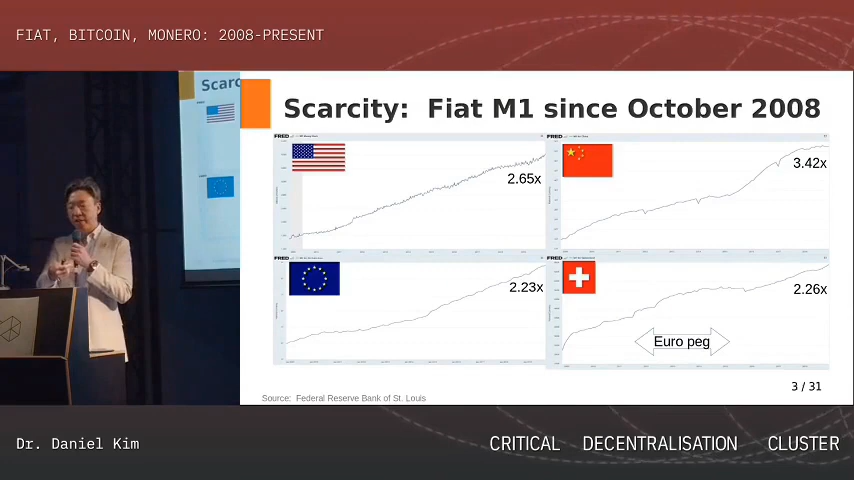 FIAT, BITCOIN, MONERO: 2008-PRESENT
Scarc
Scarcity: Fiat M1 since October 2008
FRED
FRED
2.65x
3.42x
FRED
FRED
2.23x
2.26x
Euro peg
3 / 31
Source: Federal Reserve Bank of St. Louis
Dr. Daniel Kim
CRITICAL DECENTRALISATION CLUSTER